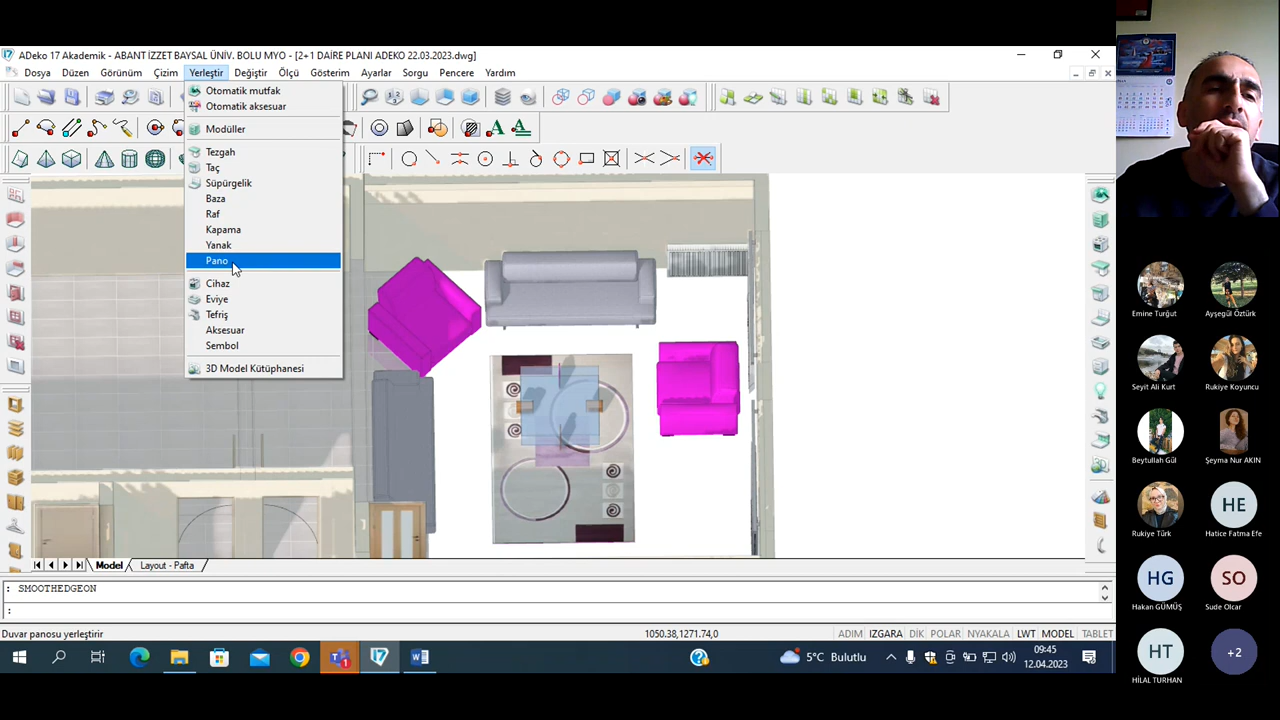 ADeko 17 Akademik - ABANT İZZET BAYSAL ÜNİV. BOLU MYO - [2+1 DAİRE PLANI ADEKO 22.03.2023.dwg]
Dosya Düzen Görünüm Çizim Yerleştir Değiştir Ölçü Gösterim Ayarlar Sorgu Pencere Yardım
Otomatik mutfak
Otomatik aksesuar
Modüller
Tezgah
Taç
Süpürgelik
Baza
Raf
Kapama
Yanak
Pano
Cihaz
Eviye
Tefriş
Aksesuar
Sembol
3D Model Kütüphanesi
Model Layout - Pafta
: SMOOTHEDGEON
:
Duvar panosu yerleştirir 1050.38,1271.74,0 ADIM IZGARA DİK POLAR NYAKALA LWT MODEL TABLET
5°C Bulutlu 09:45
12.04.2023
Emine Turğut Ayşegül Öztürk
Seyit Ali Kurt Rukiye Koyuncu
Beytullah Gül Şeyma Nur AKIN
HE
Rukiye Türk Hatice Fatma Efe
HG SO
Hakan GÜMÜŞ Sude Olcar
HT +2
HİLAL TURHAN